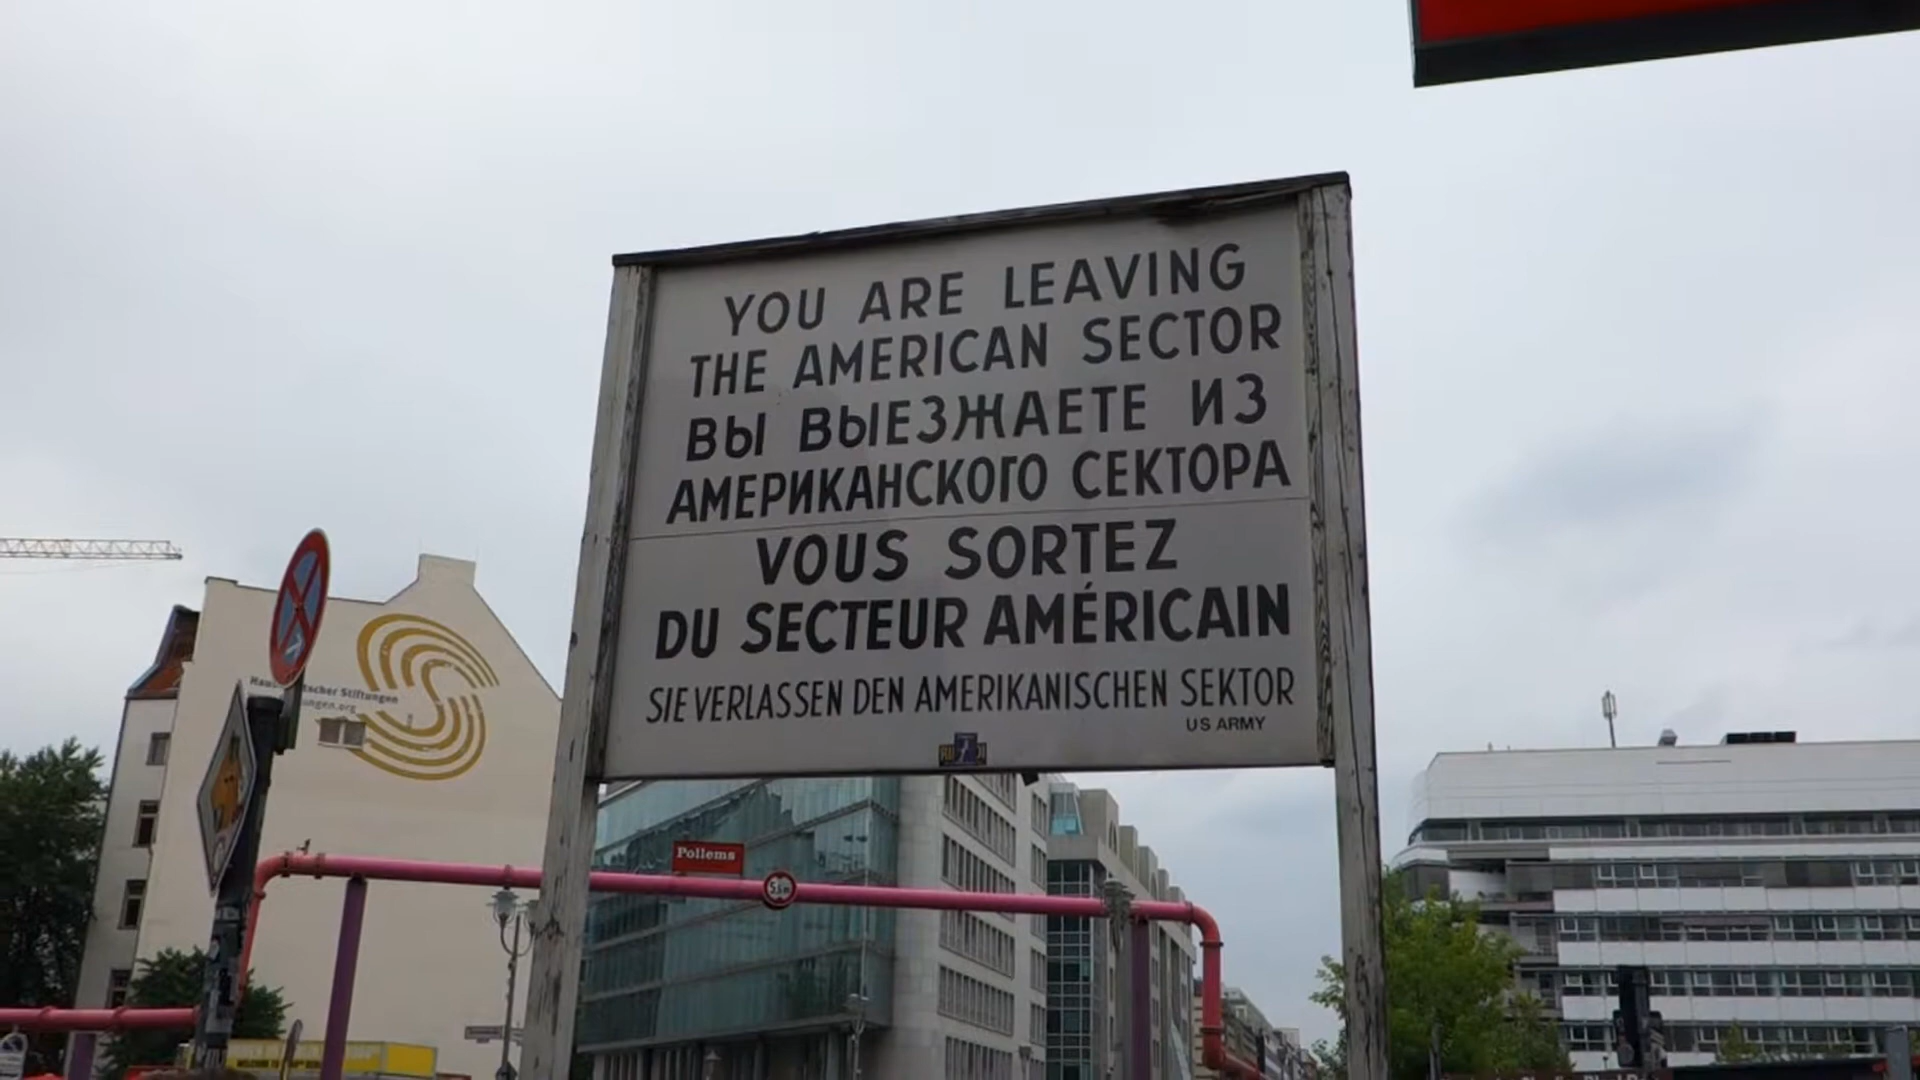 YOU ARE LEAVING
THE AMERICAN SECTOR
ВЫ ВЫЕЗЖАЕТЕ ИЗ
АМЕРИКАНСКОГО СЕКТОРА
VOUS SORTEZ
DU SECTEUR AMÉRICAIN
SIE VERLASSEN DEN AMERIKANISCHEN SEKTOR
US ARMY
Pollems